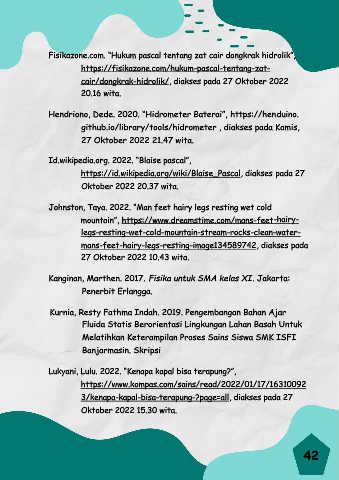 Fisikazone.com. “Hukum pascal tentang zat cair dongkrak hidrolik”,
https://fisikazone.com/hukum-pascal-tentang-zat-
cair/dongkrak-hidrolik/, diakses pada 27 Oktober 2022
20.16 wita.
Hendriono, Dede. 2020. “Hidrometer Baterai”, https://henduino.
github.io/library/tools/hidrometer , diakses pada Kamis,
27 Oktober 2022 21.47 wita.
Id.wikipedia.org. 2022. “Blaise pascal”,
https://id.wikipedia.org/wiki/Blaise_Pascal, diakses pada 27
Oktober 2022 20.37 wita.
Johnston, Taya. 2022. “Man feet hairy legs resting wet cold
mountain”, https://www.dreamstime.com/mans-feet-hairy-
legs-resting-wet-cold-mountain-stream-rocks-clean-water-
mans-feet-hairy-legs-resting-image134589742, diakses pada
27 Oktober 2022 10.43 wita.
Kanginan, Marthen. 2017. Fisika untuk SMA kelas XI. Jakarta:
Penerbit Erlangga.
Kurnia, Resty Fathma Indah. 2019. Pengembangan Bahan Ajar
Fluida Statis Berorientasi Lingkungan Lahan Basah Untuk
Melatihkan Keterampilan Proses Sains Siswa SMK ISFI
Banjarmasin. Skripsi
Lukyani, Lulu. 2022. “Kenapa kapal bisa terapung?”,
https://www.kompas.com/sains/read/2022/01/17/16310092
3/kenapa-kapal-bisa-terapung-?page=all, diakses pada 27
Oktober 2022 15.30 wita.
42